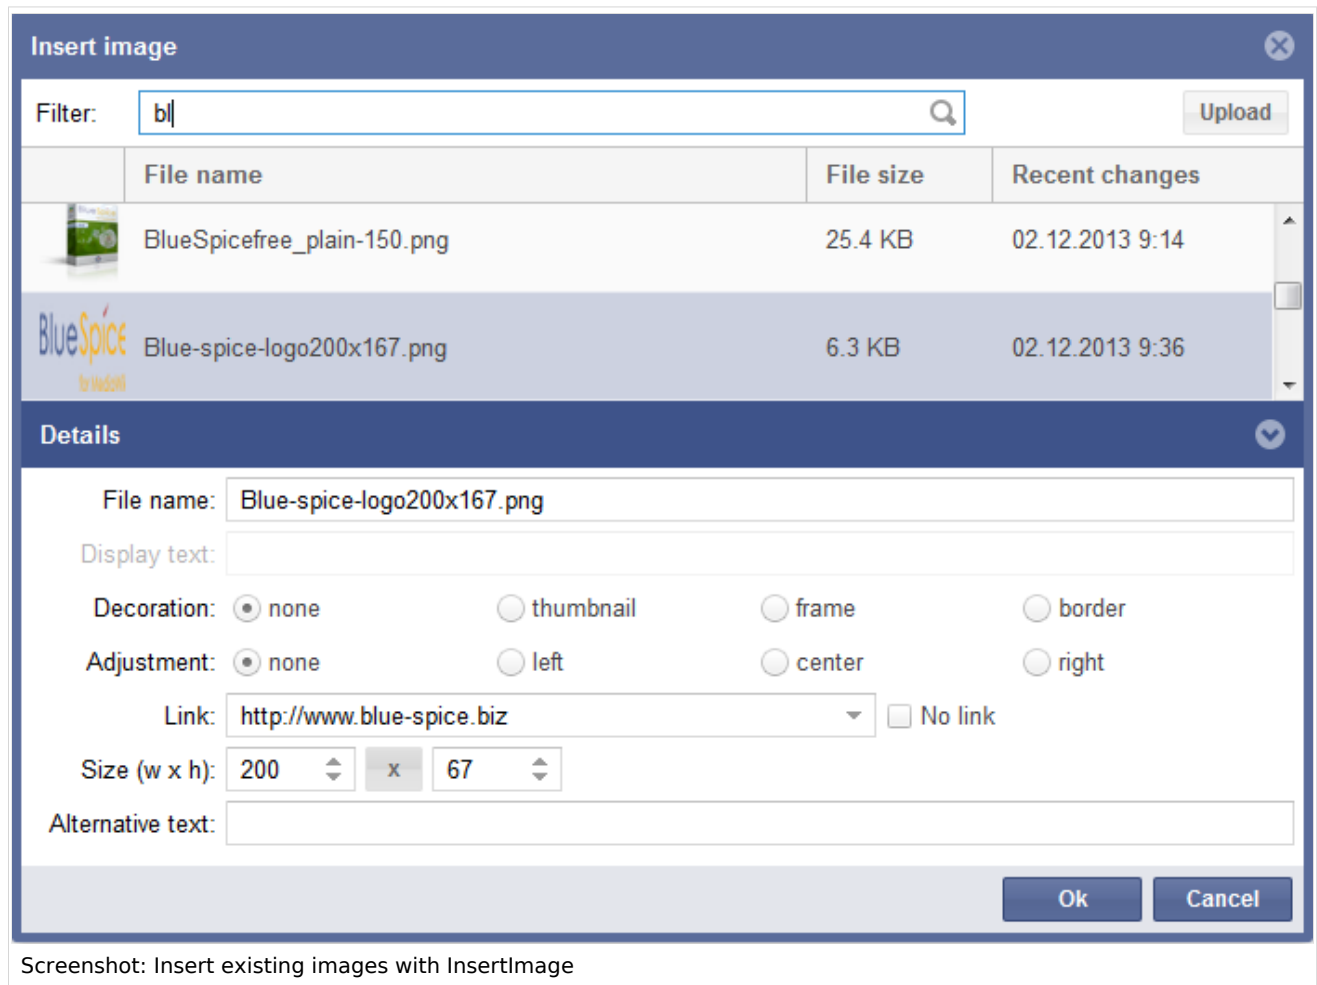 Insert image
Filter: bl Upload
File name File size Recent changes
BlueSpicefree_plain-150.png 25.4 KB 02.12.2013 9:14
BlueSpice
Blue-spice-logo200x167.png 6.3 KB 02.12.2013 9:36
Details
File name: Blue-spice-logo200x167.png
Display text:
Decoration: none thumbnail frame border
Adjustment: none left center right
Link: http://www.blue-spice.biz No link
Size (w x h): 200 x 67
Alternative text:
Ok Cancel
Screenshot: Insert existing images with InsertImage